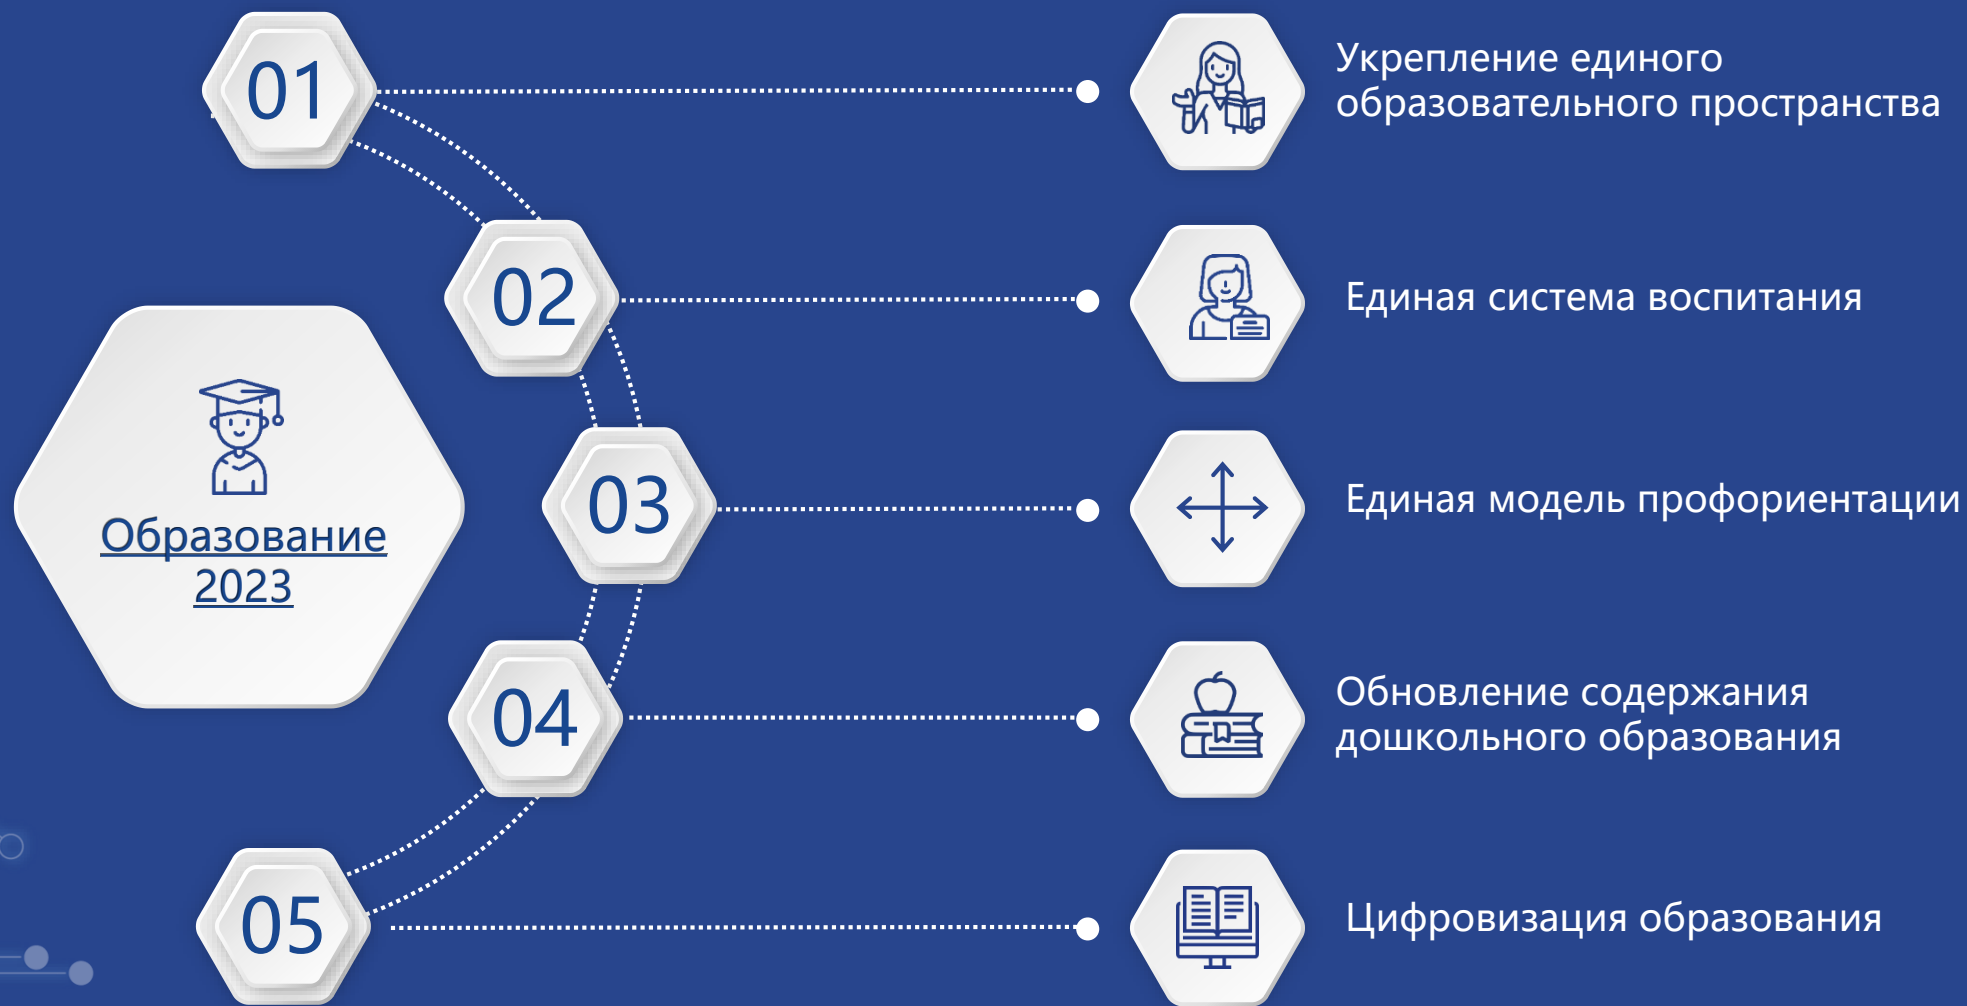 01
Укрепление единого
образовательного пространства
02
Единая система воспитания
Образование
2023
03
Единая модель профориентации
04
Обновление содержания
дошкольного образования
05
Цифровизация образования